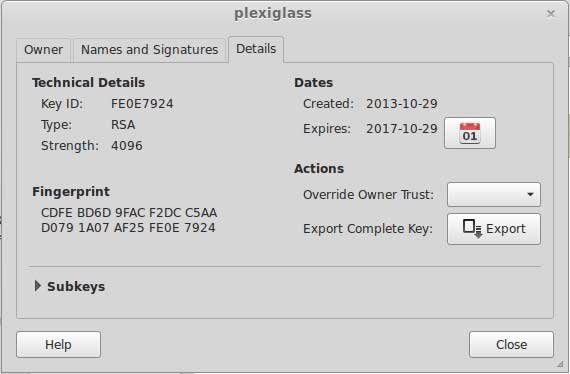 plexiglass
Owner
Names and Signatures
Details
Technical Details
Key ID: FE0E7924
Type: RSA
Strength: 4096
Fingerprint
CDFE BD6D 9FAC F2DC C5AA
D079 1A07 AF25 FE0E 7924
Dates
Created: 2013-10-29
Expires: 2017-10-29
01
Actions
Override Owner Trust:
Export Complete Key:
Export
Subkeys
Help
Close